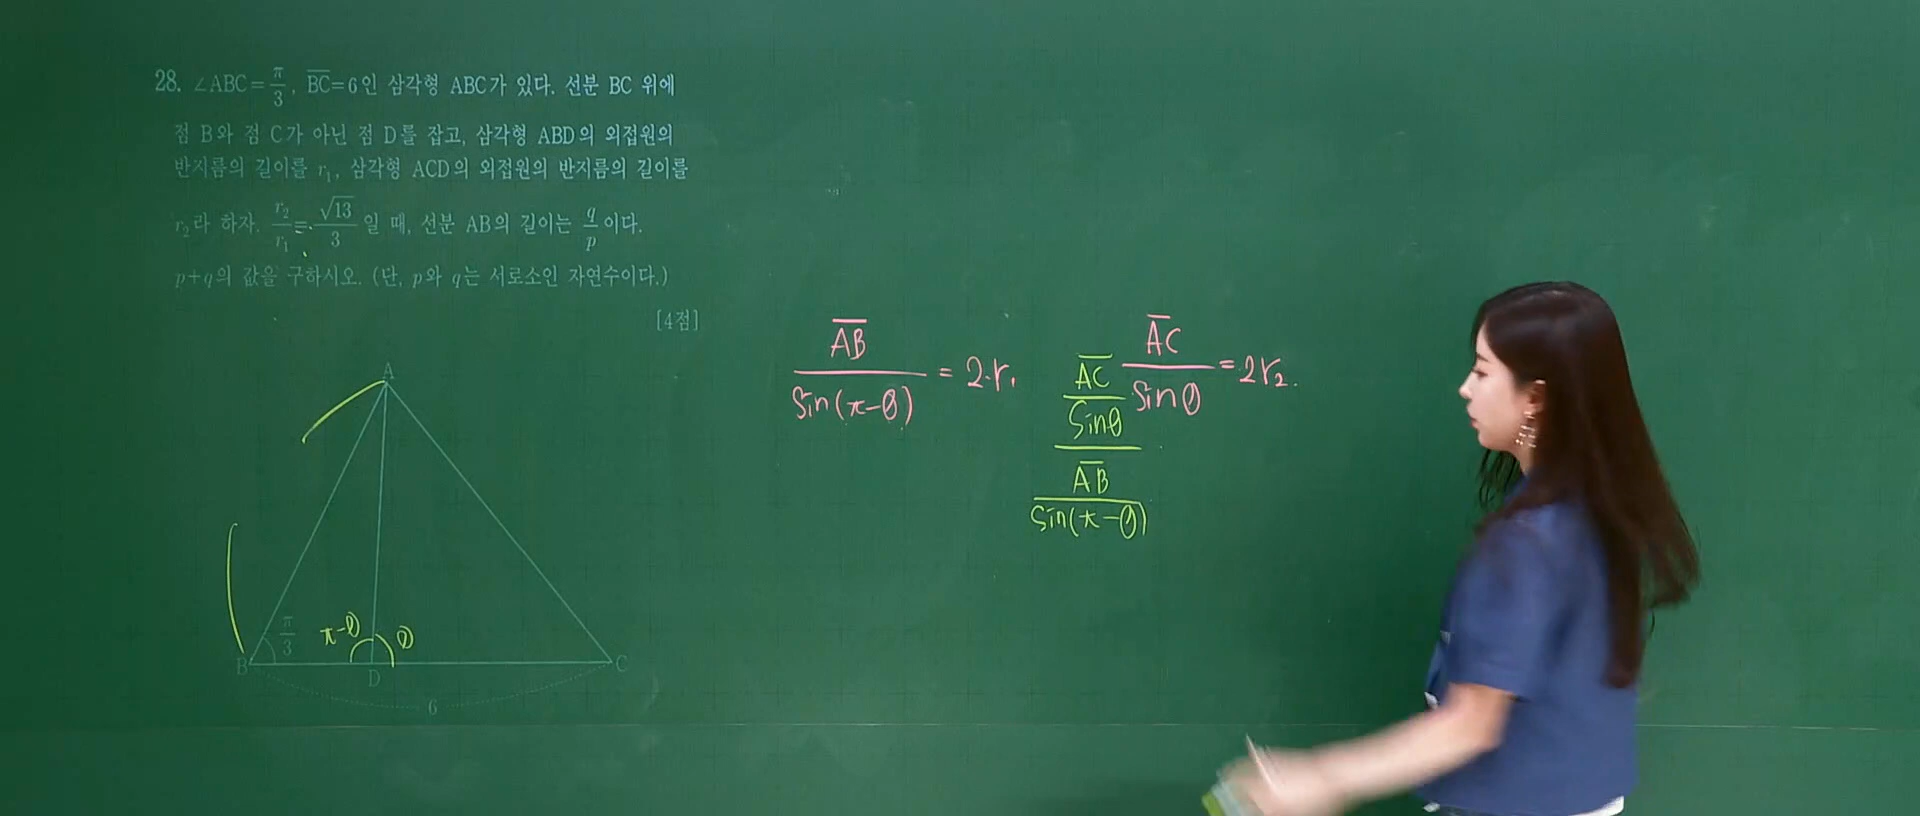 28. ∠ABC=π/3, B̅C̅=6인 삼각형 ABC가 있다. 선분 BC 위에
점 B와 점 C가 아닌 점 D를 잡고, 삼각형 ABD의 외접원의
반지름의 길이를 r₁, 삼각형 ACD의 외접원의 반지름의 길이를
r₂라 하자. r₂/r₁=√13/3일 때, 선분 AB의 길이는 q/p이다.
p+q의 값을 구하시오. (단, p와 q는 서로소인 자연수이다.)
[4점]
A̅B̅/sin(π-θ) = 2·r₁
A̅C̅/sinθ = 2r₂.
A̅C̅/sinθ
A̅B̅/sin(π-θ)
A
π/3
π-θ
θ
B
D
C
6